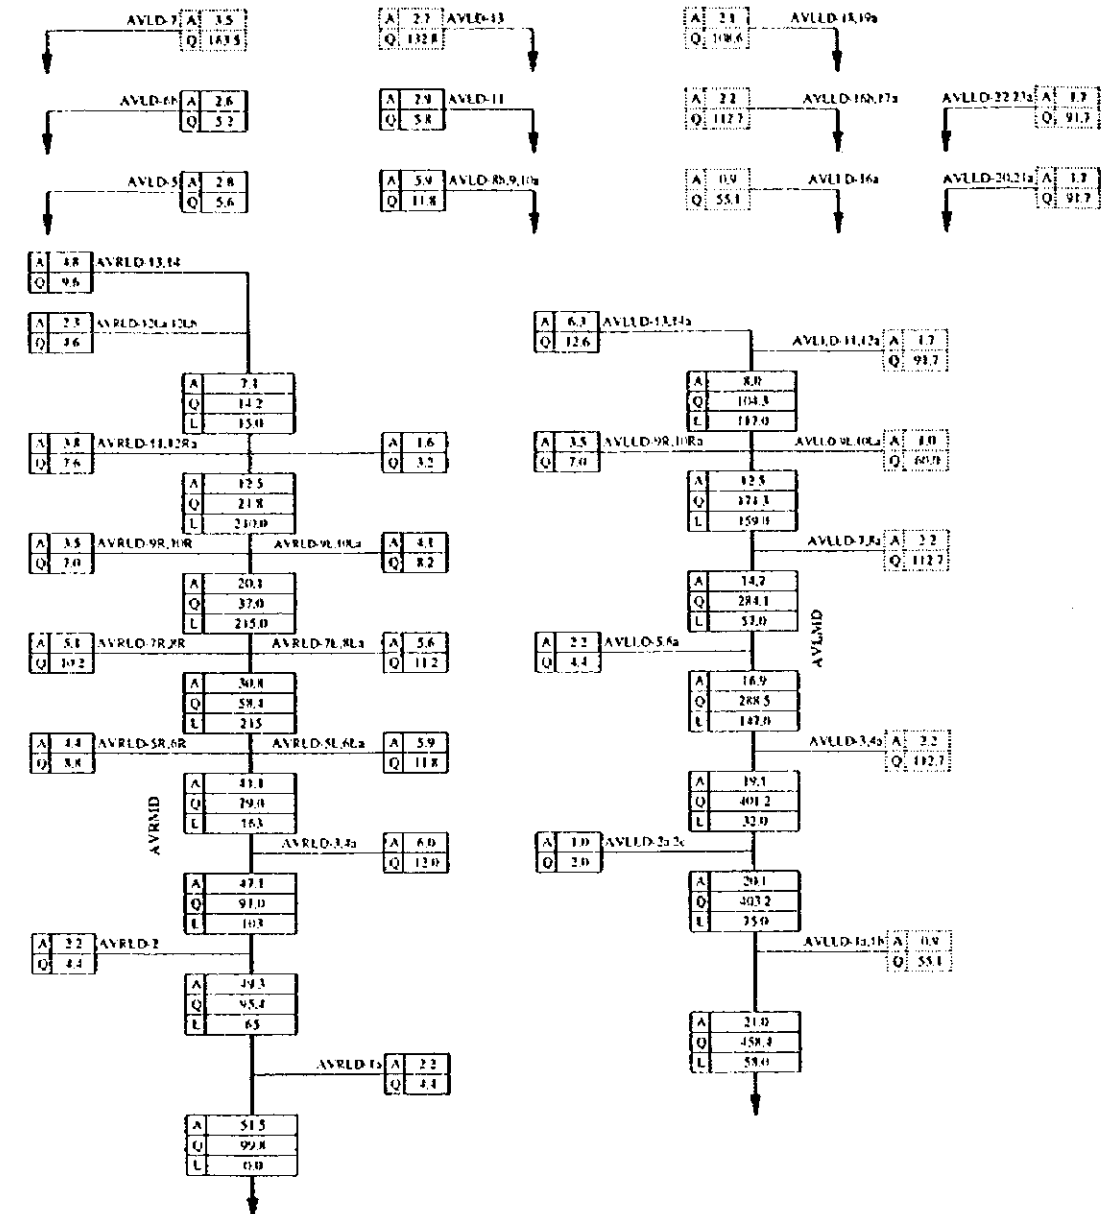 AVLD-7 A 3.5
Q 163.5
A 2.7 AVLD-13
Q 132.8
A 2.1 AVLLD-18,19a
Q 108.6
AVLD-6b A 2.6
Q 5.2
A 2.9 AVLD-11
Q 5.8
A 2.2 AVLLD-16b,17a
Q 112.7
AVLLD-22,23a A 1.7
Q 91.7
AVLD-5 A 2.8
Q 5.6
A 5.9 AVLD-8b,9,10a
Q 11.8
A 0.9 AVLLD-16a
Q 55.1
AVLLD-20,21a A 1.7
Q 91.7
A 4.8 AVRLD-13,14
Q 9.6
A 2.3
Q 4.6
A 7.1
Q 14.2
L 15.0
A 3.8 AVRLD-11,12Ra
Q 7.6
A 1.6
Q 3.2
A 12.5
Q 21.8
L 210.0
A 3.5 AVRLD-9R,10R
Q 7.0
AVRLD-9L,10La A 4.1
Q 8.2
A 20.1
Q 37.0
L 215.0
A 5.1 AVRLD-7R,8R
Q 10.2
AVRLD-7L,8La A 5.6
Q 11.2
A 30.8
Q 58.4
L 215
A 4.4 AVRLD-5R,6R
Q 8.8
AVRLD-5L,6La A 5.9
Q 11.8
A 41.1
Q 79.0
L 163
AVRMD
AVRLD-3,4a A 6.0
Q 12.0
A 47.1
Q 91.0
L 103
A 2.2 AVRLD-2
Q 4.4
A 49.3
Q 95.4
L 65
AVRLD-1a A 2.2
Q 4.4
A 51.5
Q 99.8
L 0.0
A 6.3 AVLLD-13,14a
Q 12.6
AVLLD-11,12a A 1.7
Q 91.7
A 8.0
Q 104.3
L 117.0
A 3.5 AVLLD-9R,10Ra
Q 7.0
AVLLD-9L,10La A 1.0
Q 60.0
A 12.5
Q 171.3
L 159.0
AVLLD-7,8a A 2.2
Q 112.7
A 14.7
Q 284.1
L 57.0
AVLMD
A 2.2 AVLLD-5,6a
Q 4.4
A 16.9
Q 288.5
L 147.0
AVLLD-3,4a A 2.2
Q 112.7
A 19.1
Q 401.2
L 32.0
A 1.0 AVLLD-2a,2c
Q 2.0
A 20.1
Q 403.2
L 75.0
AVLLD-1a,1b A 0.9
Q 55.1
A 21.0
Q 458.4
L 58.0